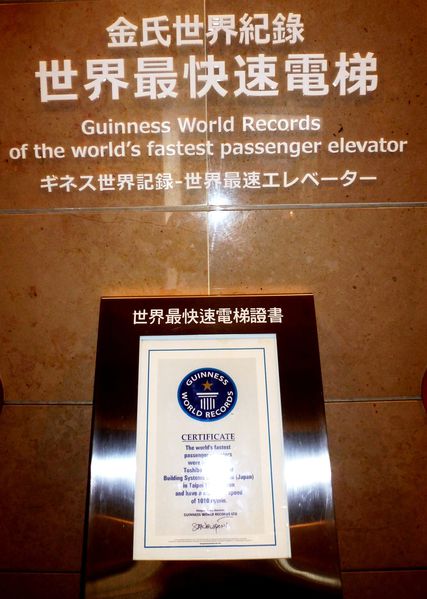 金氏世界紀錄
世界最快速電梯
Guinness World Records
of the world's fastest passenger elevator
ギネス世界記録-世界最速エレベーター
世界最快速電梯證書
GUINNESS
WORLD RECORDS
CERTIFICATE
The world's fastest
passenger
were
Toshiba
Building Systems (Japan)
in Taipei
and have a speed
of 1010
GUINNESS WORLD RECORDS LTD